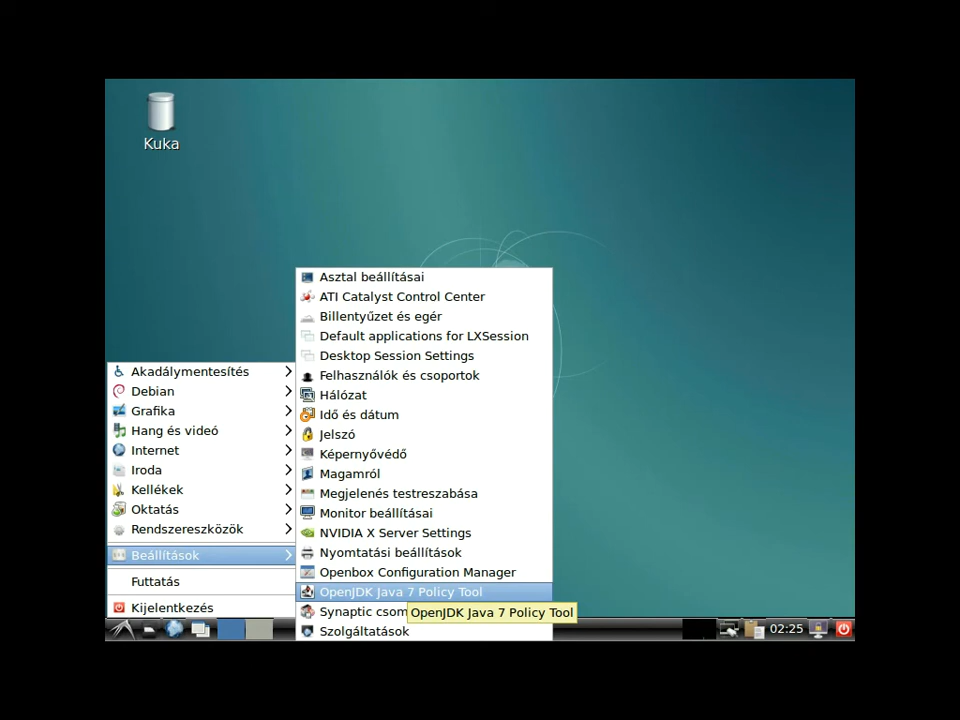 Kuka
Asztal beállításai
ATI Catalyst Control Center
Billentyűzet és egér
Default applications for LXSession
Desktop Session Settings
Felhasználók és csoportok
Hálózat
Idő és dátum
Jelszó
Képernyővédő
Magamról
Megjelenés testreszabása
Monitor beállításai
NVIDIA X Server Settings
Nyomtatási beállítások
Openbox Configuration Manager
OpenJDK Java 7 Policy Tool
Synaptic csom
OpenJDK Java 7 Policy Tool
Szolgáltatások
Akadálymentesítés
Debian
Grafika
Hang és videó
Internet
Iroda
Kellékek
Oktatás
Rendszereszközök
Beállítások
Futtatás
Kijelentkezés
02:25